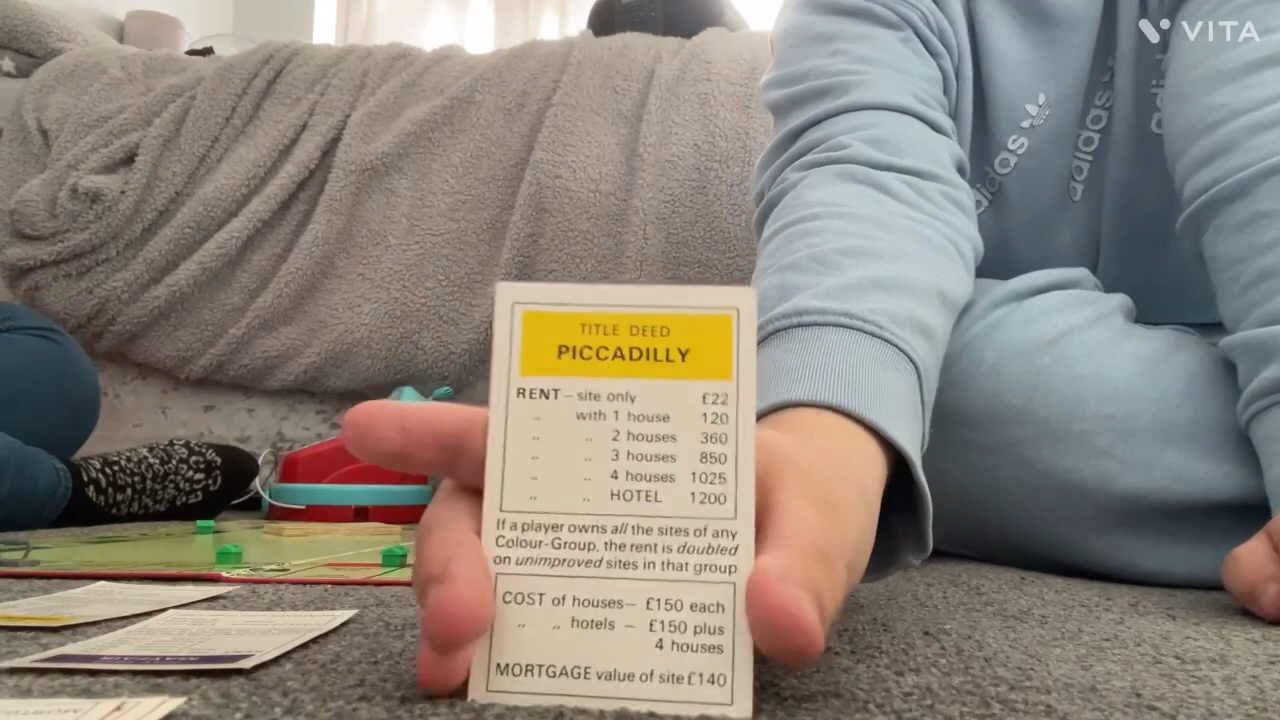 VITA
adidas
adidas
TITLE DEED
PICCADILLY
RENT – site only £22
„ with 1 house 120
„ „ 2 houses 360
„ „ 3 houses 850
„ „ 4 houses 1025
„ „ HOTEL 1200
If a player owns all the sites of any
Colour-Group, the rent is doubled
on unimproved sites in that group
COST of houses– £150 each
„ „ hotels – £150 plus
4 houses
MORTGAGE value of site £140
MAYFAIR